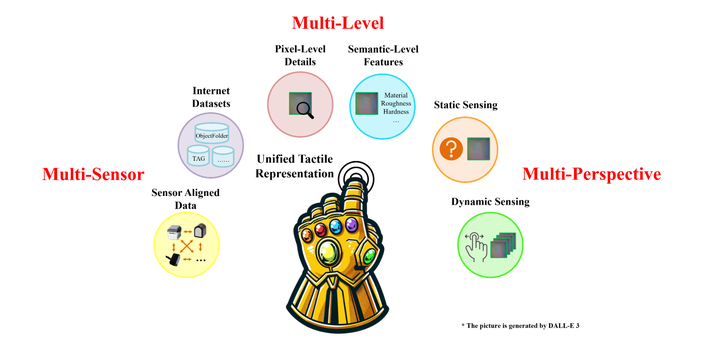 Multi-Level
Pixel-Level
Details
Semantic-Level
Features
Material
Roughness
Hardness
...
Internet
Datasets
ObjectFolder
TAG
......
Static Sensing
Multi-Sensor
Unified Tactile
Representation
Multi-Perspective
Sensor Aligned
Data
...
Dynamic Sensing
* The picture is generated by DALL-E 3